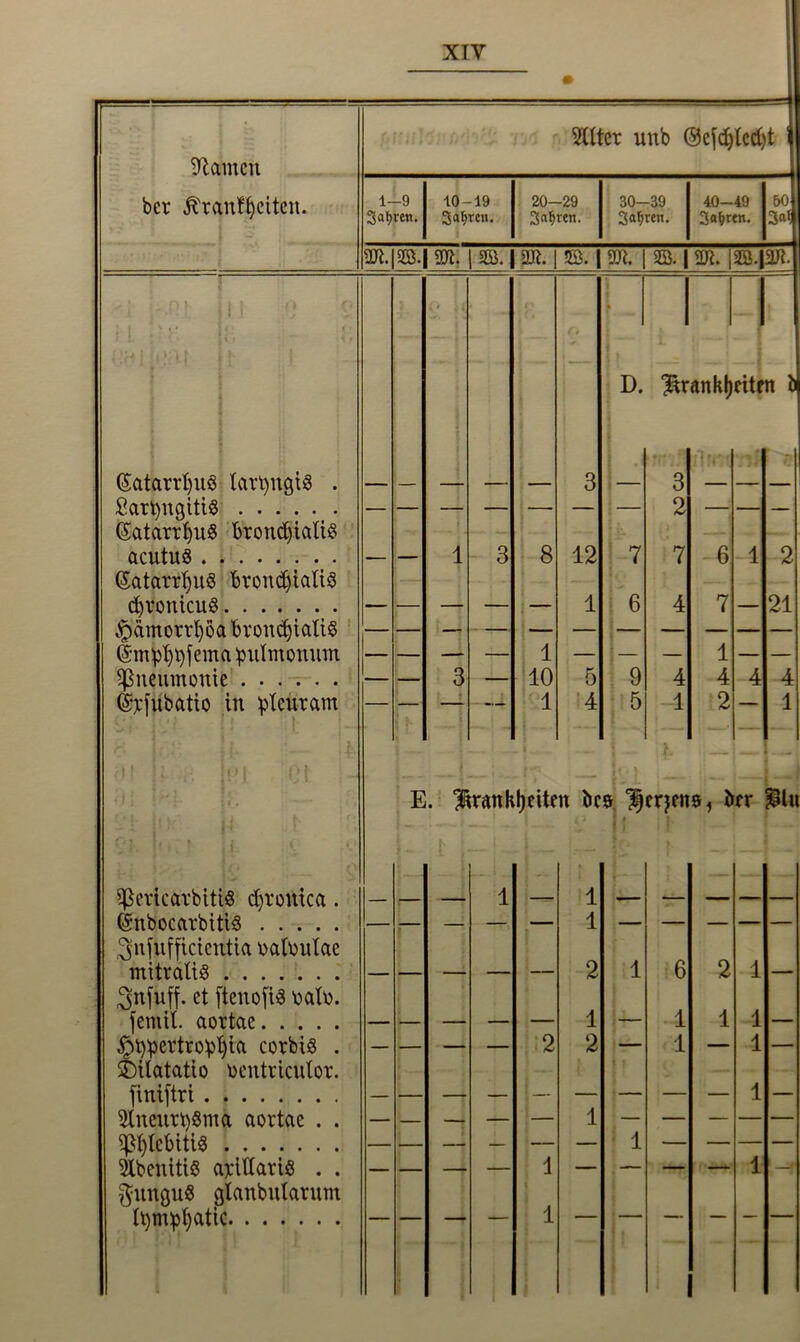 XIV
Namen
der Krankheiten.
Alter und Geschlecht
1—9 Jahren. 10-19 Jahren. 20—29 Jahren. 30—39 Jahren. 40—49 Jahren. 50
M. W. M. W. M. W. M. W. M. W. M.
D. Krankheiten
Catarrhus laryngis . — — — — — 3 — 3 — — —
Laryngitis . . . . . . — — — — — — — 2 — — —
Catarrhus bronchialis
acutus . . . . . . . . — — 1 3 8 12 7 7 6 1 2
Catarrhus bronchialis
chronicus. . . . . . . — — — — — 1 6 4 7 — 21
Hämorrhöa bronchialis — — — — — — — — — — —
Emphysema pulmonum — — — — 1 — — — 1 — —
Pneumonie . . . . . . — — 3 — 10 5 9 4 4 4 4
Exsudatio in pleuram — — — — 1 4 5 1 2 — 1
E. Krankheiten des Herzens, der Blu
Pericarditis chronica . — — — 1 — 1 — — — — —
Endocarditis . . . . . — — — — — 1 — — — — —
Insufficientia valvulae
mitralis . . . . . . . — — — — — 2 1 6 2 1 —
Insuff. et stenosis valv.
semil. aortae . . . . . — — — — — 1 — 1 1 1 —
Hypertrophia cordis . — — — — 2 2 — 1 — 1 —
Dilatatio ventriculor.
sinistri . . . . . . . . — — — — — — — — — 1 —
Aneurysma aortae . . — — — — — 1 — — — — —
Phlebitis . . . . . . . — — — — — — 1 — — — —
Adenitis axillaris . . — — — — 1 — — — — 1 —
Fungus glandularum
lymphatic. . . . . . . — — — — 1 — — — — — —